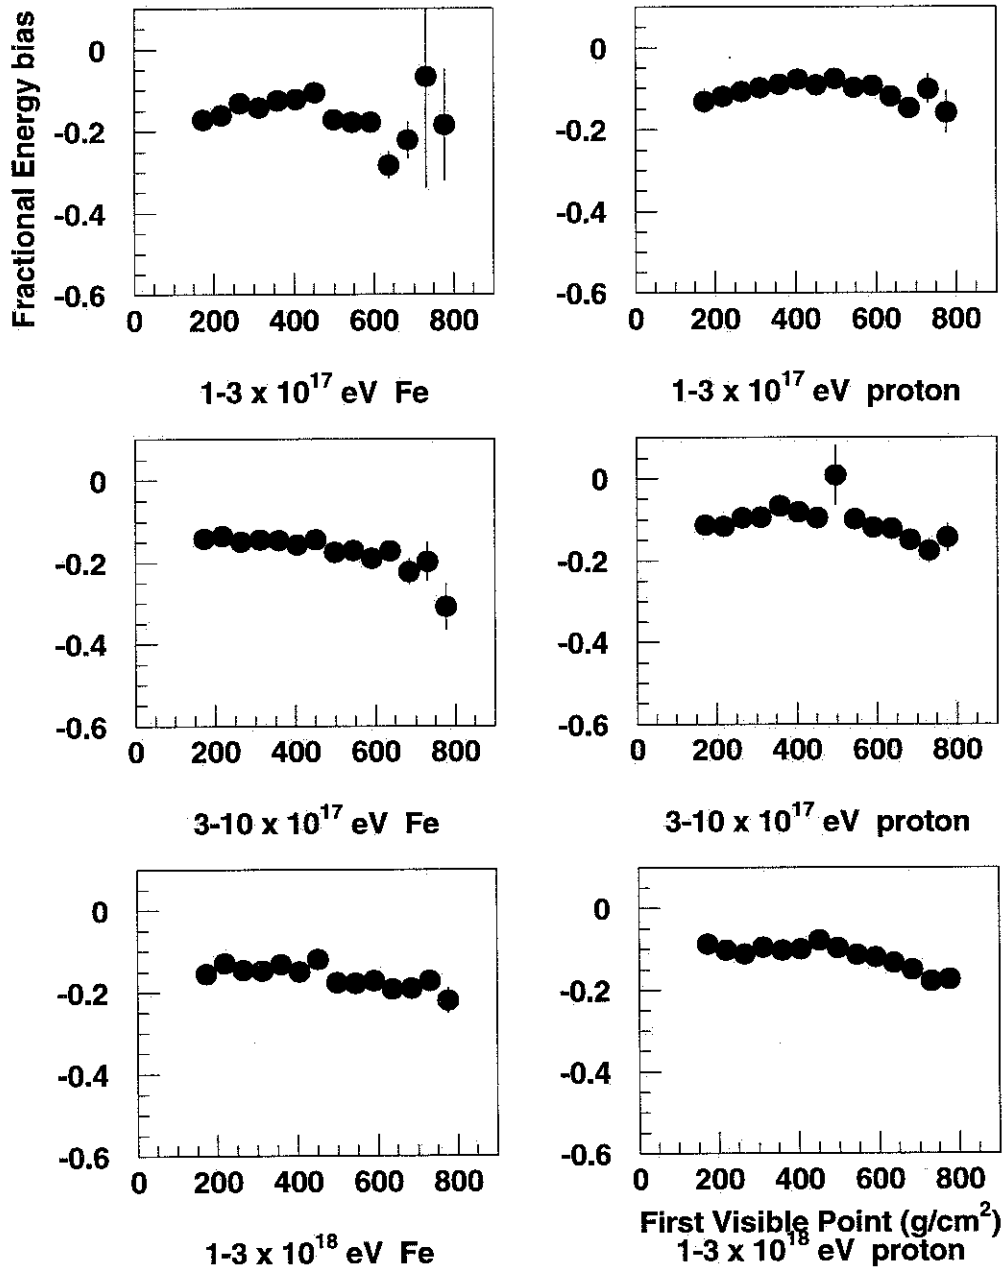 Fractional Energy bias
0
-0.2
-0.4
-0.6
0 200 400 600 800
1-3 x 10^17 eV Fe
0
-0.2
-0.4
-0.6
0 200 400 600 800
1-3 x 10^17 eV proton
0
-0.2
-0.4
-0.6
0 200 400 600 800
3-10 x 10^17 eV Fe
0
-0.2
-0.4
-0.6
0 200 400 600 800
3-10 x 10^17 eV proton
0
-0.2
-0.4
-0.6
0 200 400 600 800
1-3 x 10^18 eV Fe
0
-0.2
-0.4
-0.6
0 200 400 600 800
First Visible Point (g/cm^2)
1-3 x 10^18 eV proton